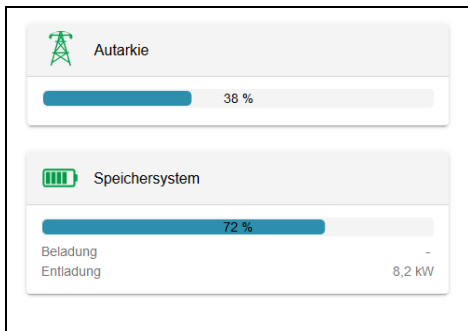 Autarkie
38 %
Speichersystem
72 %
Beladung -
Entladung 8,2 kW